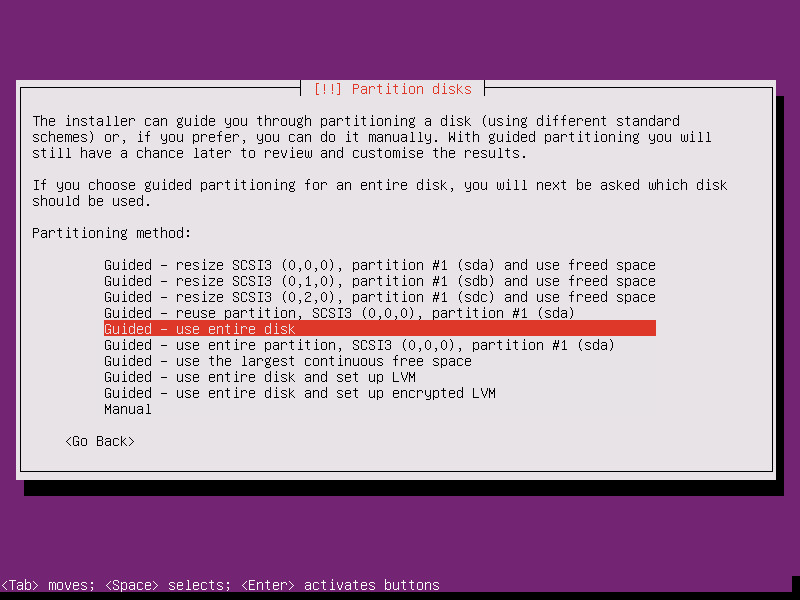 [!!] Partition disks
The installer can guide you through partitioning a disk (using different standard
schemes) or, if you prefer, you can do it manually. With guided partitioning you will
still have a chance later to review and customise the results.
If you choose guided partitioning for an entire disk, you will next be asked which disk
should be used.
Partitioning method:
Guided - resize SCSI3 (0,0,0), partition #1 (sda) and use freed space
Guided - resize SCSI3 (0,1,0), partition #1 (sdb) and use freed space
Guided - resize SCSI3 (0,2,0), partition #1 (sdc) and use freed space
Guided - reuse partition, SCSI3 (0,0,0), partition #1 (sda)
Guided - use entire disk
Guided - use entire partition, SCSI3 (0,0,0), partition #1 (sda)
Guided - use the largest continuous free space
Guided - use entire disk and set up LVM
Guided - use entire disk and set up encrypted LVM
Manual
<Go Back>
<Tab> moves; <Space> selects; <Enter> activates buttons